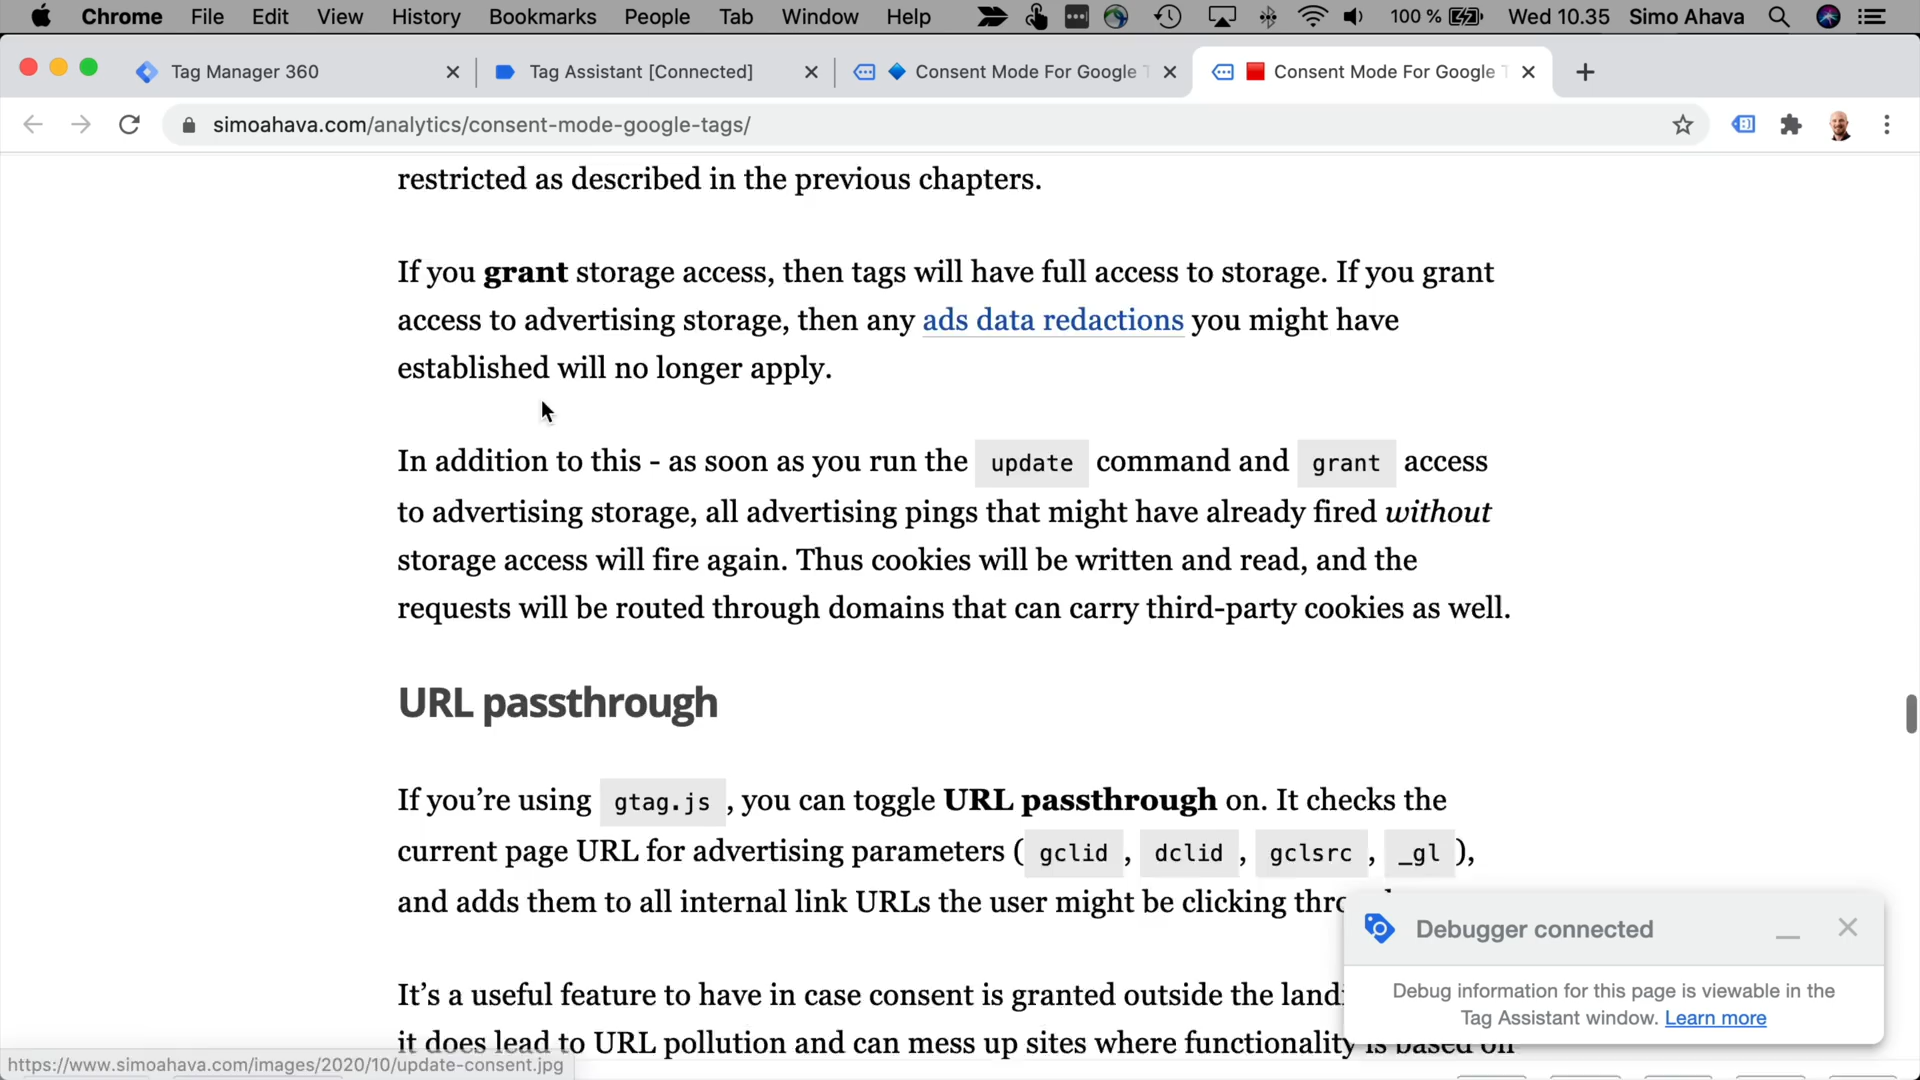 Chrome File Edit View History Bookmarks People Tab Window Help 100 % Wed 10.35 Simo Ahava
Tag Manager 360 Tag Assistant [Connected] Consent Mode For Google T Consent Mode For Google T
simoahava.com/analytics/consent-mode-google-tags/
restricted as described in the previous chapters.
If you grant storage access, then tags will have full access to storage. If you grant
access to advertising storage, then any ads data redactions you might have
established will no longer apply.
In addition to this - as soon as you run the update command and grant access
to advertising storage, all advertising pings that might have already fired without
storage access will fire again. Thus cookies will be written and read, and the
requests will be routed through domains that can carry third-party cookies as well.
URL passthrough
If you’re using gtag.js , you can toggle URL passthrough on. It checks the
current page URL for advertising parameters ( gclid , dclid , gclsrc , _gl ),
and adds them to all internal link URLs the user might be clicking
It’s a useful feature to have in case consent is granted outside the
it does lead to URL pollution and can mess up sites where functionality is based on
Debugger connected
Debug information for this page is viewable in the
Tag Assistant window. Learn more
https://www.simoahava.com/images/2020/10/update-consent.jpg